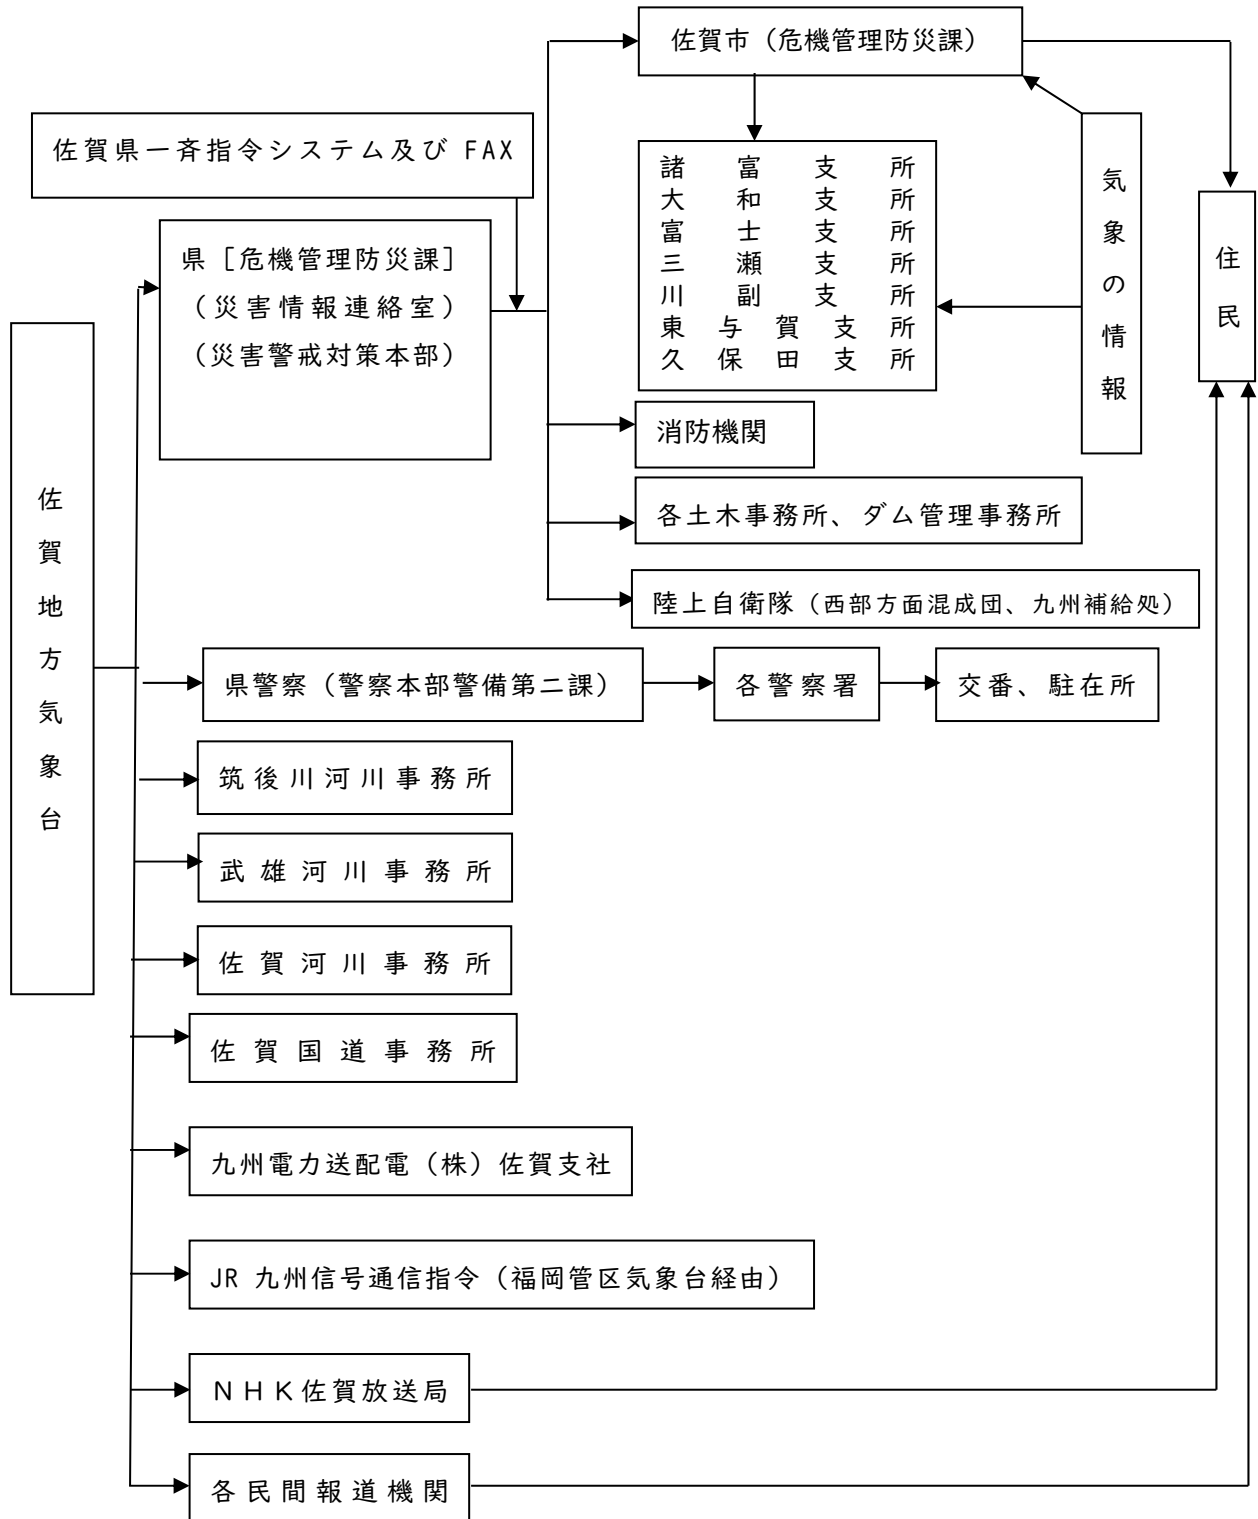 佐賀市（危機管理防災課）
佐賀県一斉指令システム及び FAX
諸富支所
大和支所
富士支所
三瀬支所
川副支所
東与賀支所
久保田支所
気象の情報
住民
県［危機管理防災課］
（災害情報連絡室）
（災害警戒対策本部）
佐賀地方気象台
消防機関
各土木事務所、ダム管理事務所
陸上自衛隊（西部方面混成団、九州補給処）
県警察（警察本部警備第二課）
各警察署
交番、駐在所
筑後川河川事務所
武雄河川事務所
佐賀河川事務所
佐賀国道事務所
九州電力送配電（株）佐賀支社
JR 九州信号通信指令（福岡管区気象台経由）
ＮＨＫ佐賀放送局
各民間報道機関